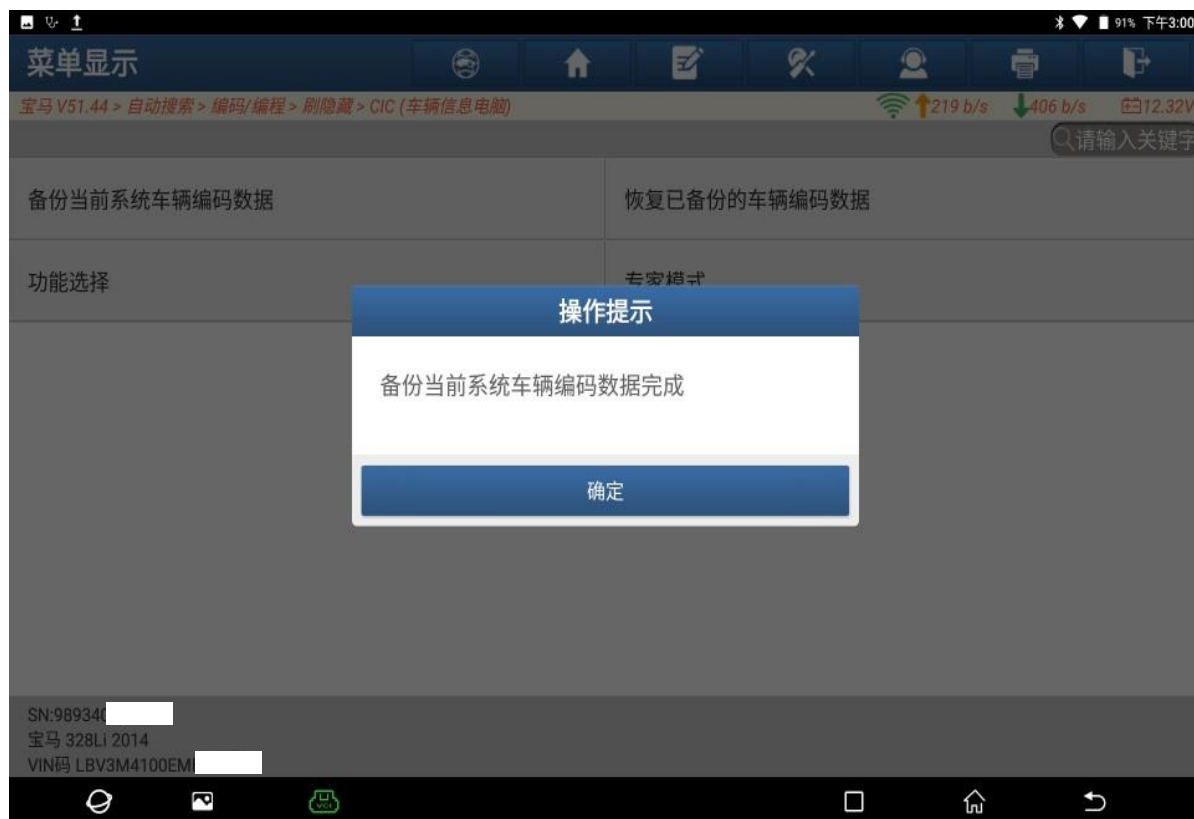 91% 下午3:00
菜单显示
宝马 V51.44 > 自动搜索 > 编码/编程 > 刷隐藏 > CIC (车辆信息电脑)
219 b/s 406 b/s 12.32V
请输入关键字
备份当前系统车辆编码数据
恢复已备份的车辆编码数据
功能选择
专家模式
操作提示
备份当前系统车辆编码数据完成
确定
SN:989340
宝马 328Li 2014
VIN码 LBV3M4100EM
VCI